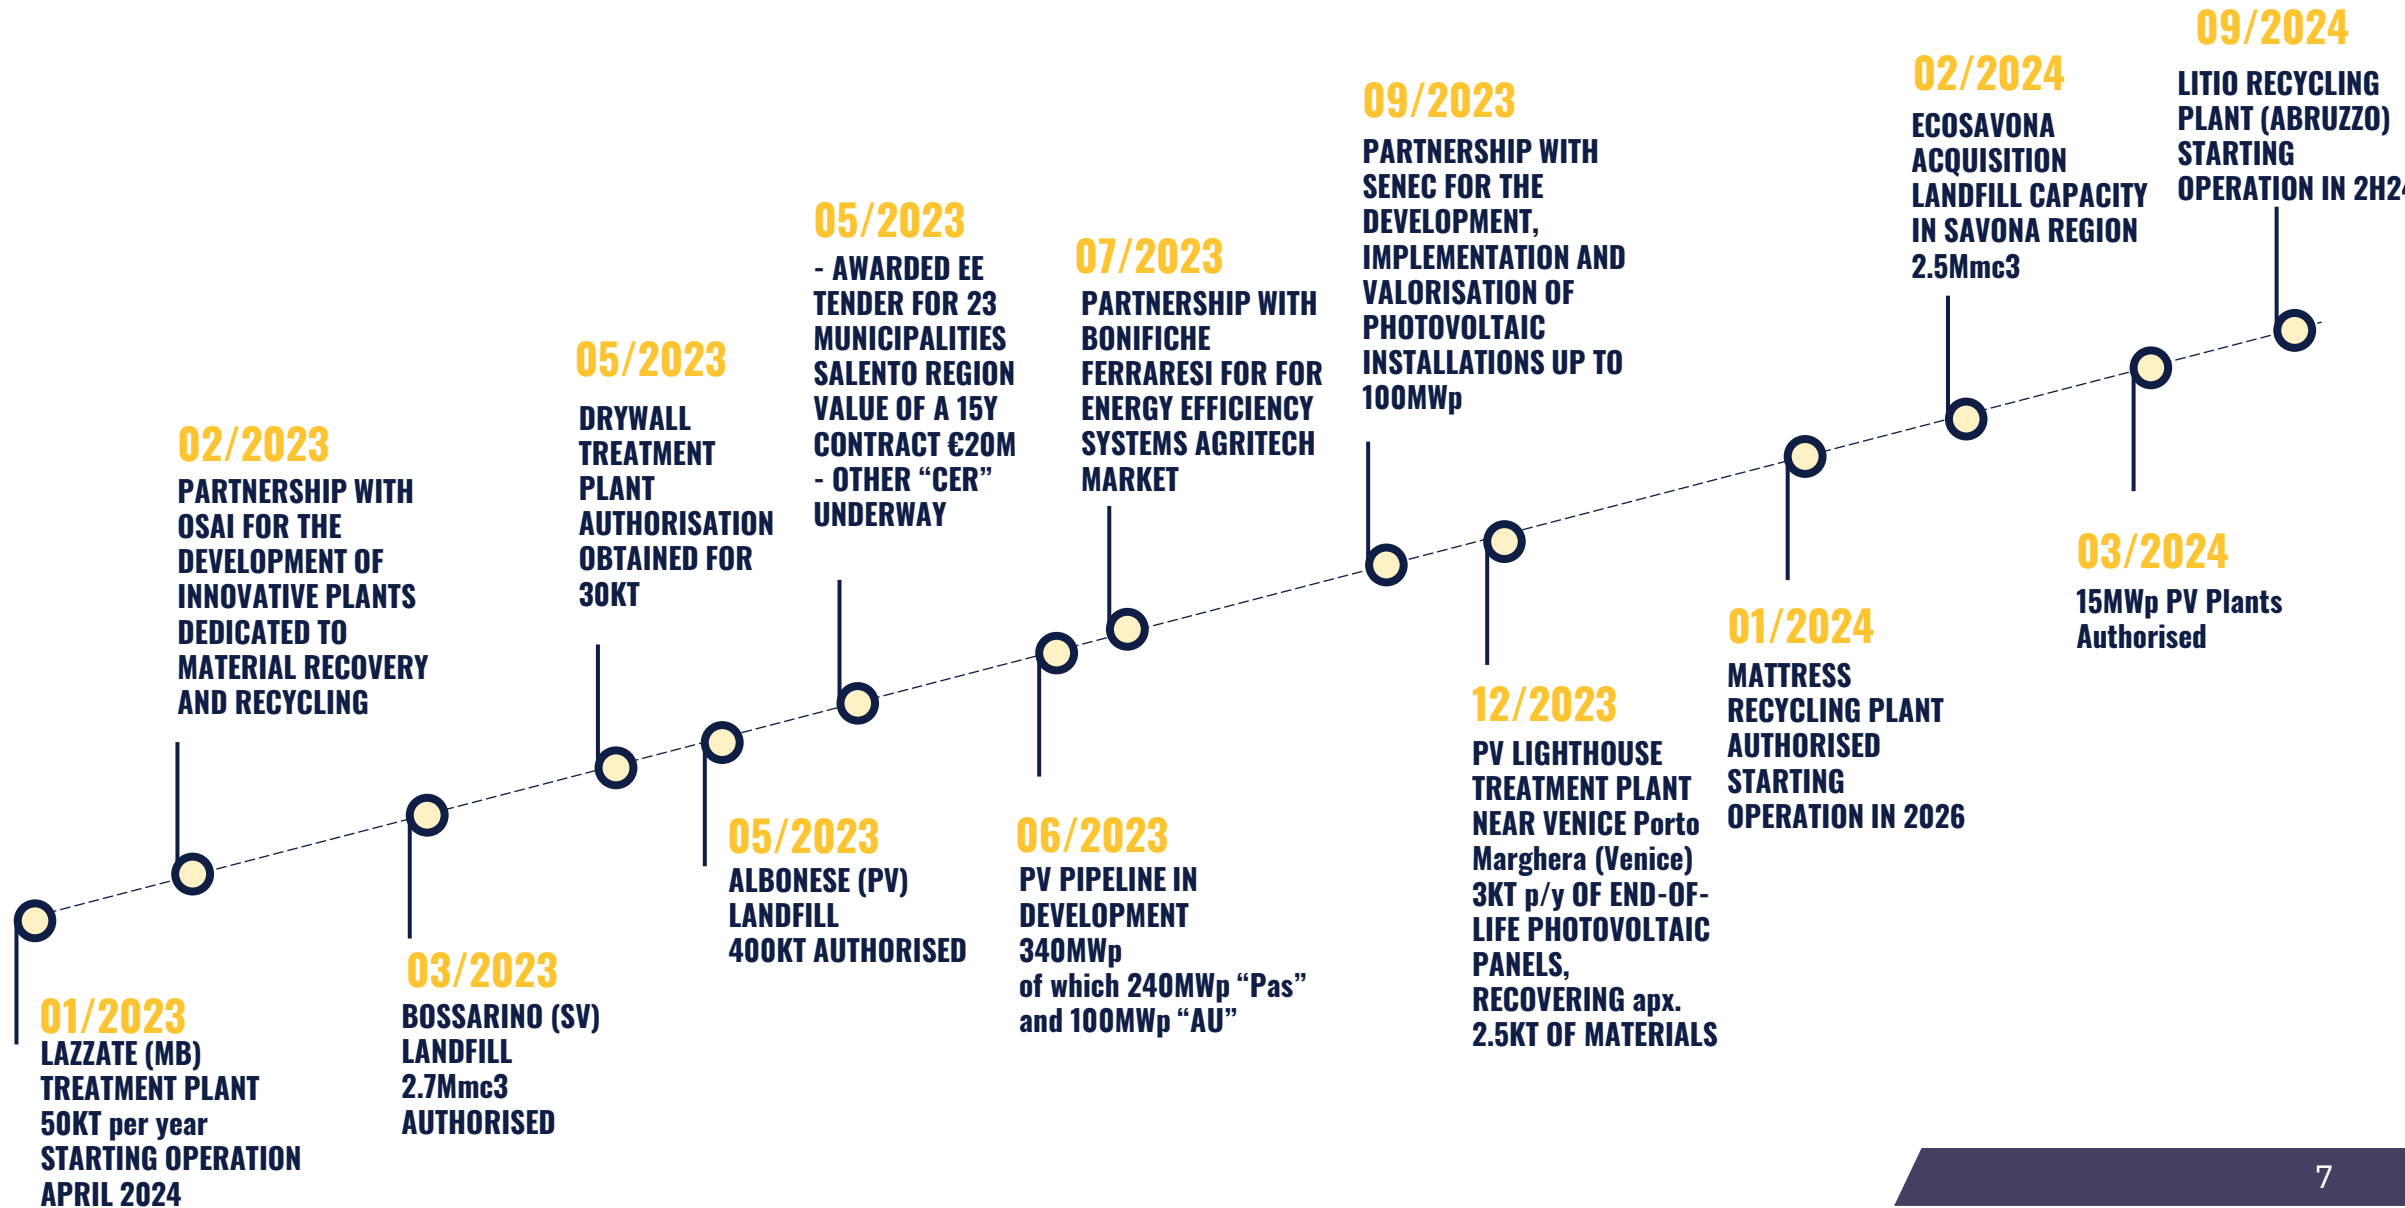 01/2023
LAZZATE (MB)
TREATMENT PLANT
50KT per year
STARTING OPERATION
APRIL 2024
02/2023
PARTNERSHIP WITH
OSAI FOR THE
DEVELOPMENT OF
INNOVATIVE PLANTS
DEDICATED TO
MATERIAL RECOVERY
AND RECYCLING
03/2023
BOSSARINO (SV)
LANDFILL
2.7Mmc3
AUTHORISED
05/2023
DRYWALL
TREATMENT
PLANT
AUTHORISATION
OBTAINED FOR
30KT
05/2023
ALBONESE (PV)
LANDFILL
400KT AUTHORISED
05/2023
- AWARDED EE
TENDER FOR 23
MUNICIPALITIES
SALENTO REGION
VALUE OF A 15Y
CONTRACT €20M
- OTHER “CER”
UNDERWAY
06/2023
PV PIPELINE IN
DEVELOPMENT
340MWp
of which 240MWp “Pas”
and 100MWp “AU”
07/2023
PARTNERSHIP WITH
BONIFICHE
FERRARESI FOR FOR
ENERGY EFFICIENCY
SYSTEMS AGRITECH
MARKET
09/2023
PARTNERSHIP WITH
SENEC FOR THE
DEVELOPMENT,
IMPLEMENTATION AND
VALORISATION OF
PHOTOVOLTAIC
INSTALLATIONS UP TO
100MWp
12/2023
PV LIGHTHOUSE
TREATMENT PLANT
NEAR VENICE Porto
Marghera (Venice)
3KT p/y OF END-OF-
LIFE PHOTOVOLTAIC
PANELS,
RECOVERING apx.
2.5KT OF MATERIALS
01/2024
MATTRESS
RECYCLING PLANT
AUTHORISED
STARTING
OPERATION IN 2026
02/2024
ECOSAVONA
ACQUISITION
LANDFILL CAPACITY
IN SAVONA REGION
2.5Mmc3
03/2024
15MWp PV Plants
Authorised
09/2024
LITIO RECYCLING
PLANT (ABRUZZO)
STARTING
OPERATION IN 2H24
7